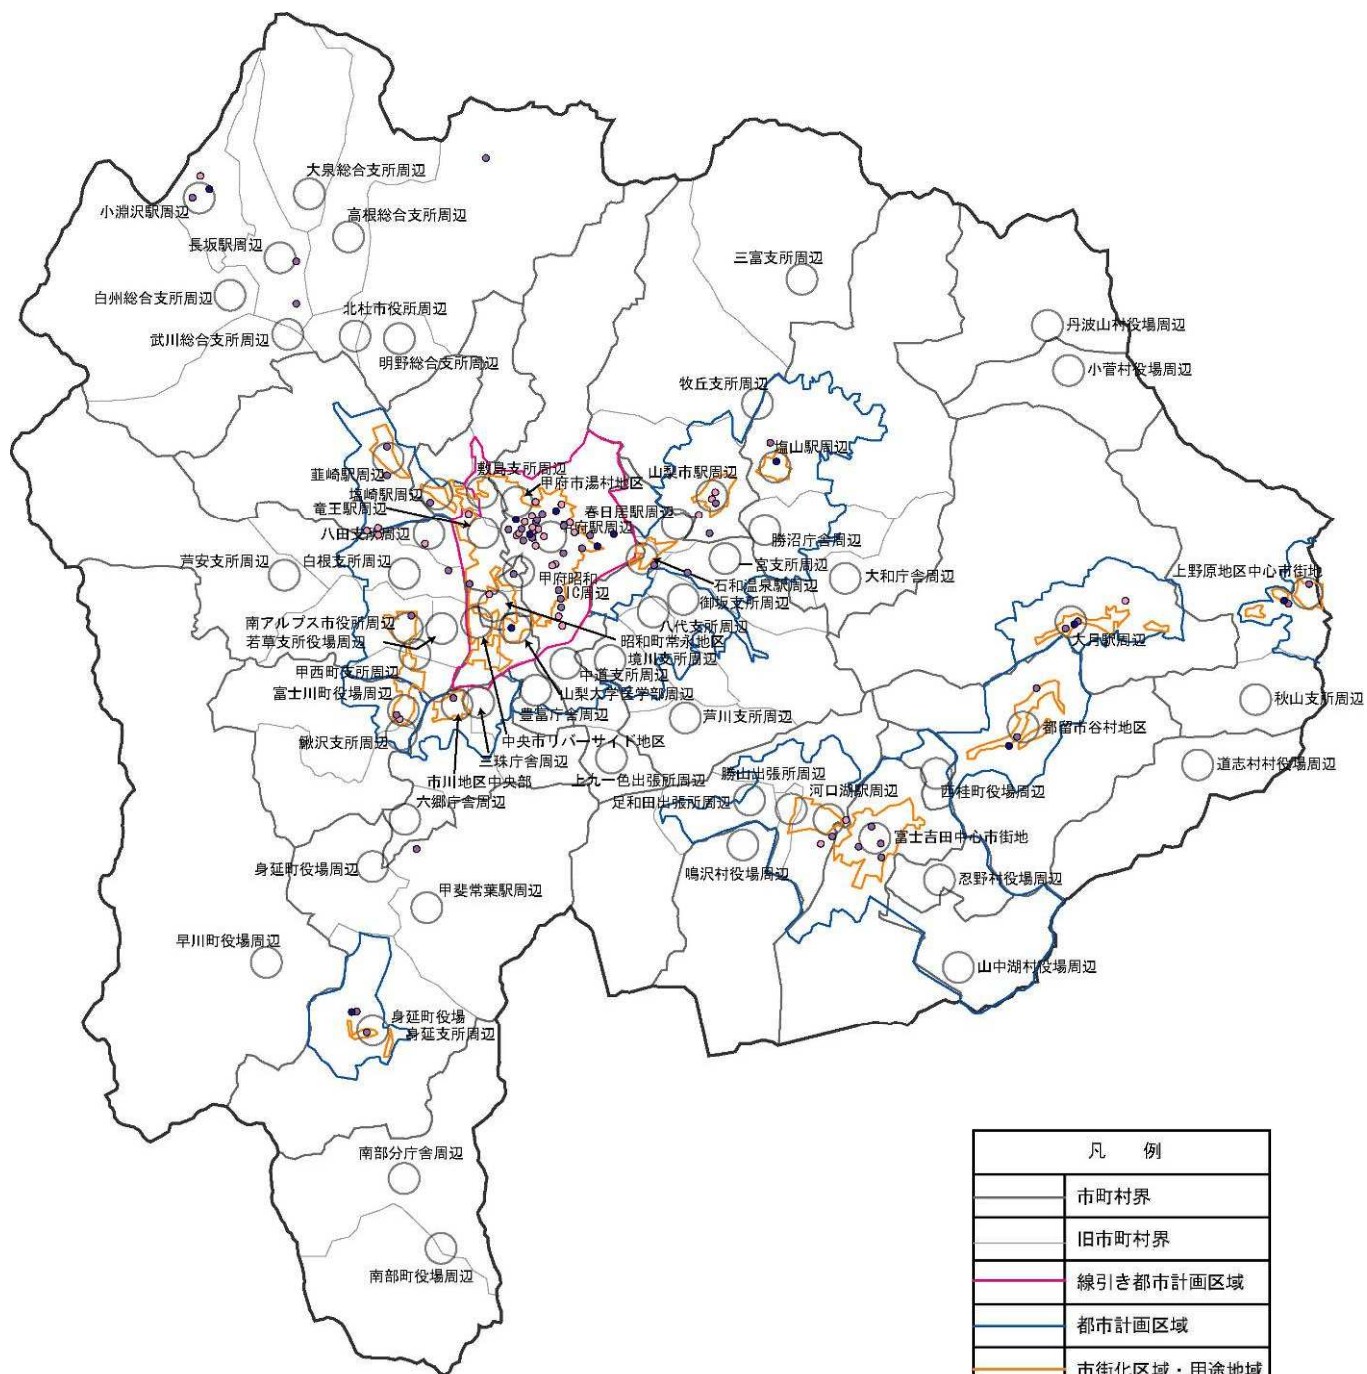 大泉総合支所周辺
小淵沢駅周辺
高根総合支所周辺
長坂駅周辺
三富支所周辺
白州総合支所周辺
北杜市役所周辺
丹波山村役場周辺
武川総合支所周辺
明野総合支所周辺
小菅村役場周辺
牧丘支所周辺
塩山駅周辺
韮崎駅周辺
敷島支所周辺
山梨市駅周辺
甲府市湯村地区
塩崎駅周辺
竜王駅周辺
春日居駅周辺
八田支所周辺
府駅周辺
勝沼庁舎周辺
芦安支所周辺
白根支所周辺
一宮支所周辺
大和庁舎周辺
上野原地区中心市街地
甲府昭和
IC周辺
石和温泉駅周辺
御坂支所周辺
南アルプス市役所周辺
八代支所周辺
若草支所役場周辺
昭和町常永地区
大月駅周辺
境川支所周辺
甲西町役所周辺
中道支所周辺
富士川町役場周辺
山梨大学医学部周辺
秋山支所周辺
豊富庁舎周辺
芦川支所周辺
都留市谷村地区
鰍沢支所周辺
中央市リバーサイド地区
三珠庁舎周辺
道志村村役場周辺
市川地区中央部
上九一色出張所周辺
勝山出張所周辺
河口湖駅周辺
西桂町役場周辺
六郷庁舎周辺
足和田出張所周辺
富士吉田中心市街地
身延町役場周辺
鳴沢村役場周辺
忍野村役場周辺
甲斐常葉駅周辺
早川町役場周辺
山中湖村役場周辺
身延町役場
身延支所周辺
南部分庁舎周辺
南部町役場周辺
凡 例
市町村界
旧市町村界
線引き都市計画区域
都市計画区域
市街化区域・用途地域